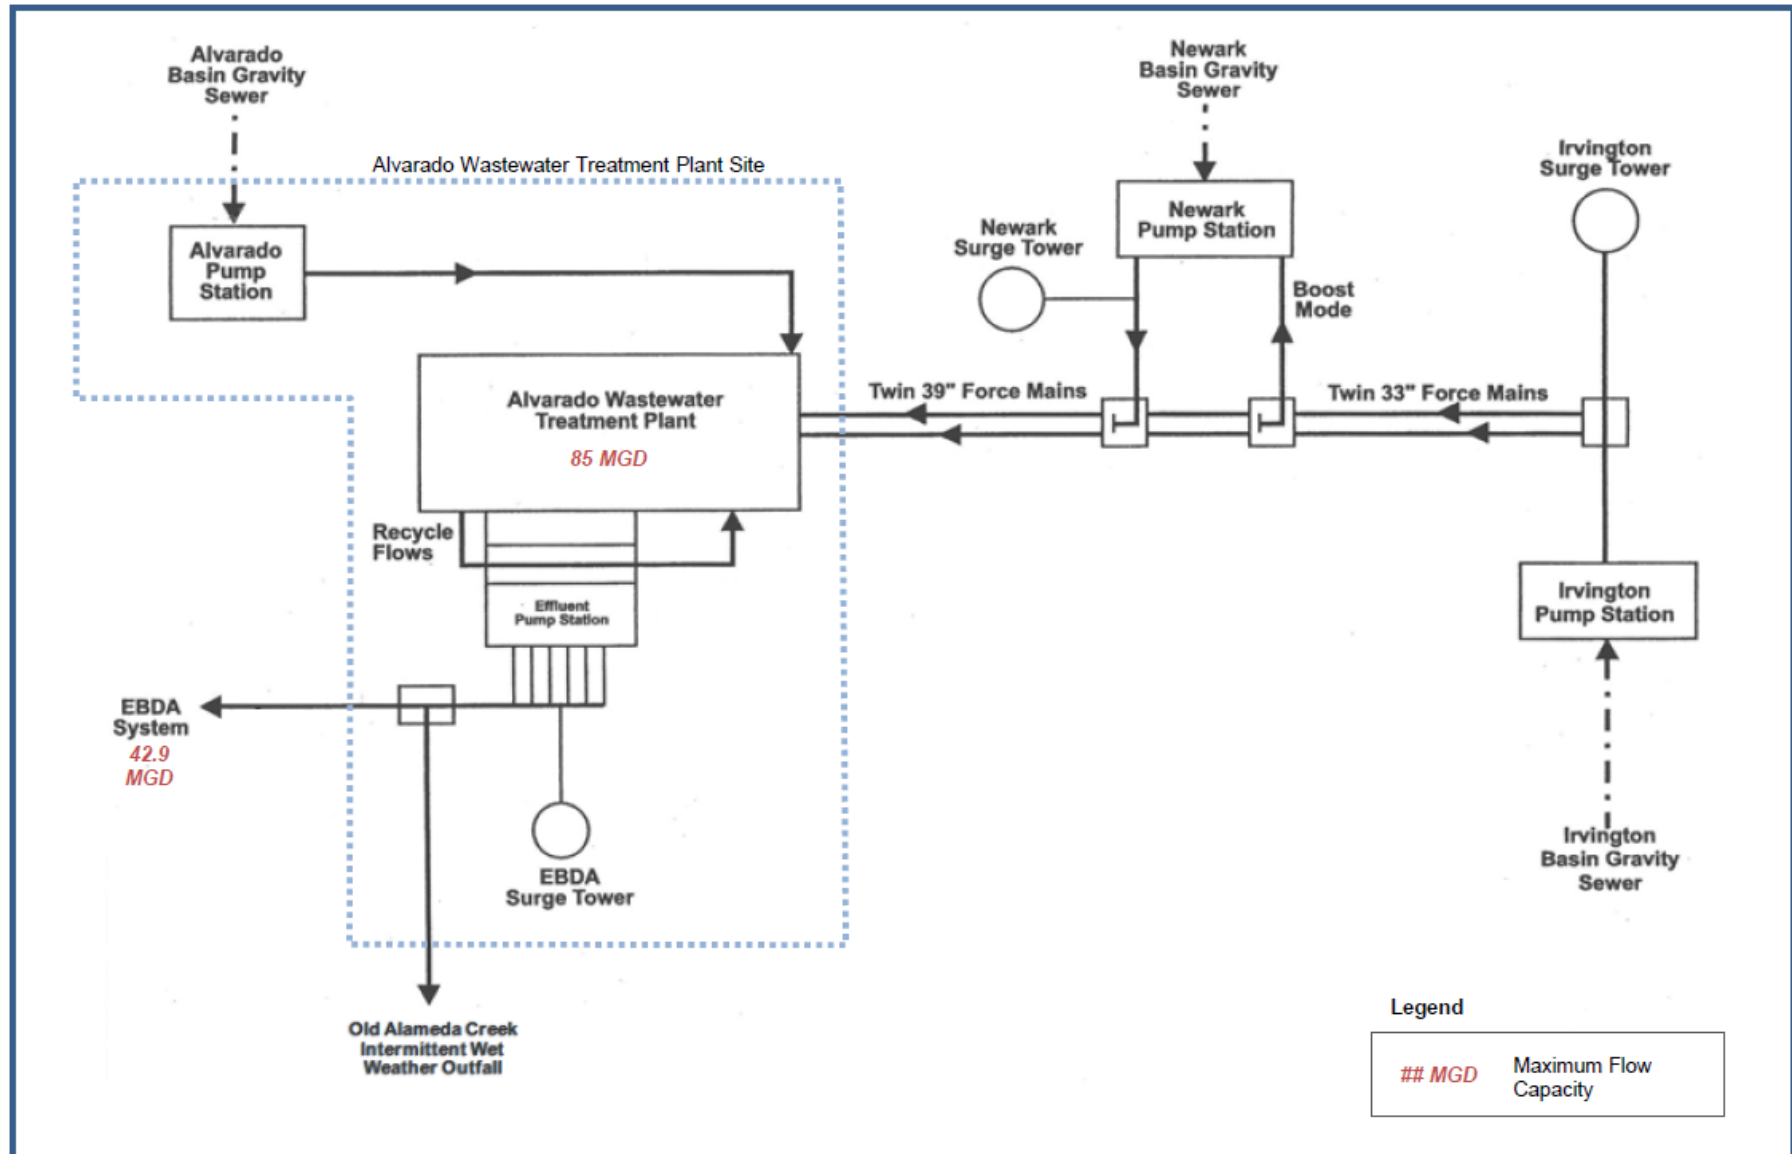 Alvarado
Basin Gravity
Sewer
Newark
Basin Gravity
Sewer
Irvington
Surge Tower
Alvarado Wastewater Treatment Plant Site
Alvarado
Pump
Station
Newark
Surge Tower
Newark
Pump Station
Boost
Mode
Alvarado Wastewater
Treatment Plant
85 MGD
Twin 39" Force Mains
Twin 33" Force Mains
Recycle
Flows
Effluent
Pump Station
Irvington
Pump Station
EBDA
System
42.9
MGD
EBDA
Surge Tower
Irvington
Basin Gravity
Sewer
Old Alameda Creek
Intermittent Wet
Weather Outfall
Legend
## MGD
Maximum Flow
Capacity